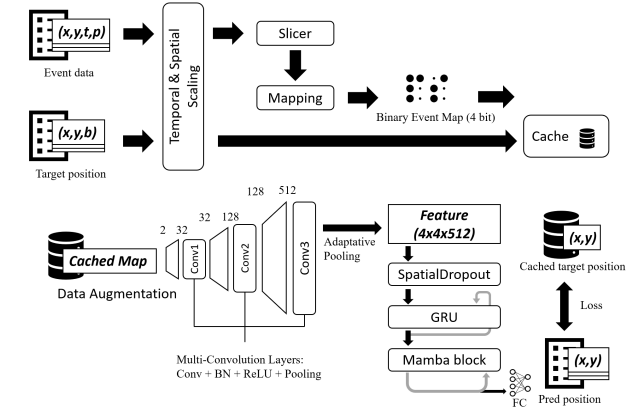 (x,y,t,p)
Event data
(x,y,b)
Target position
Temporal & Spatial
Scaling
Slicer
Mapping
Binary Event Map (4 bit)
Cache
Cached Map
Data Augmentation
2
32
Conv1
32
128
Conv2
128
512
Conv3
Multi-Convolution Layers:
Conv + BN + ReLU + Pooling
Adaptative
Pooling
Feature
(4x4x512)
SpatialDropout
GRU
Mamba block
FC
(x,y)
Cached target position
Loss
(x,y)
Pred position